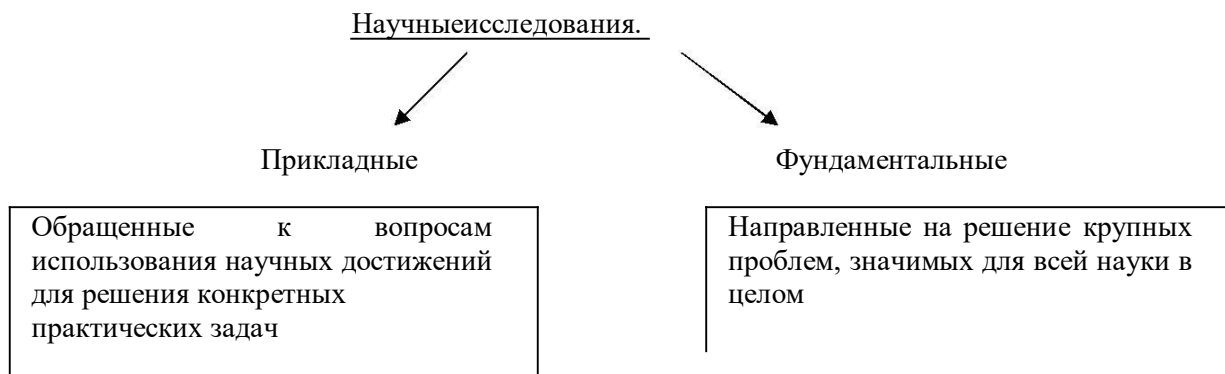 Научныеисследования.
Прикладные
Фундаментальные
Обращенные к вопросам
использования научных достижений
для решения конкретных
практических задач
Направленные на решение крупных
проблем, значимых для всей науки в
целом